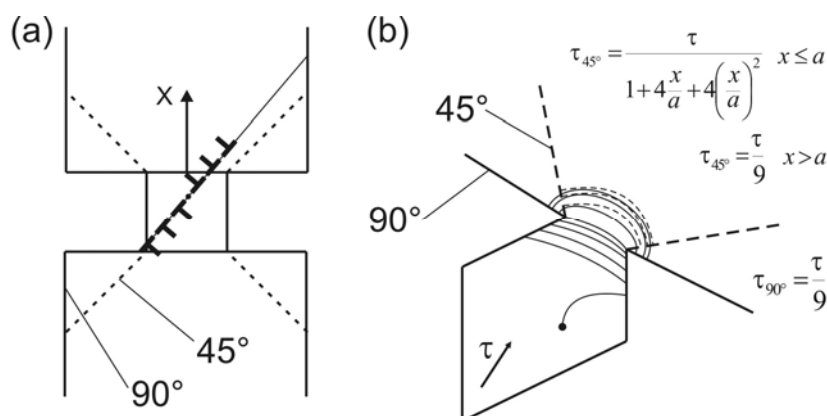 (a)
X
45°
90°
(b)
τ₄₅° = τ / (1 + 4 x/a + 4 (x/a)²)   x ≤ a
45°
τ₄₅° = τ/9   x > a
90°
τ₉₀° = τ/9
τ